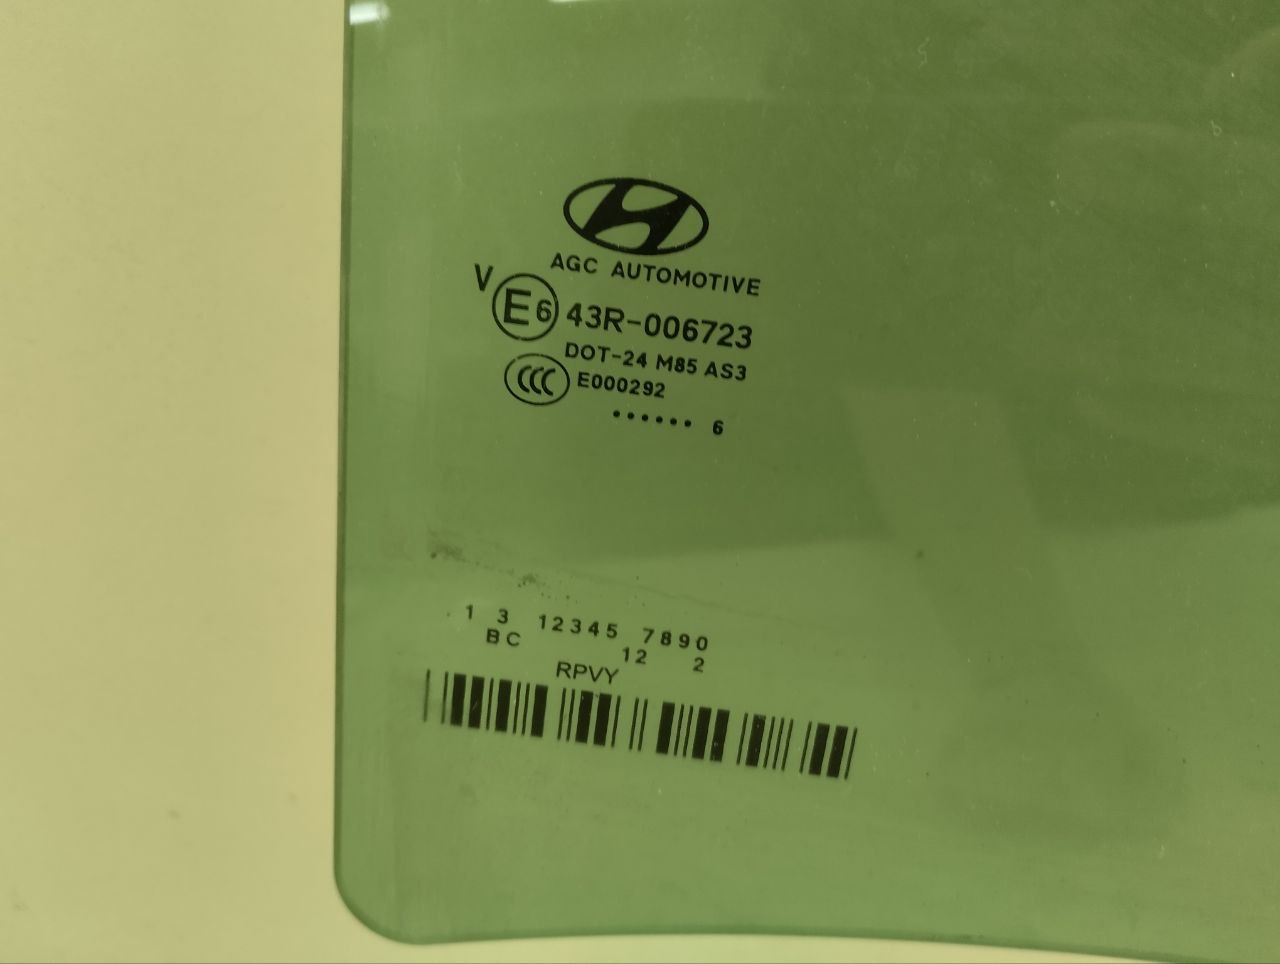 AGC AUTOMOTIVE
V E6 43R-006723
DOT-24 M85 AS3
CCC E000292
•••••• 6
1 3 12345 7890
BC 12 2
RPVY